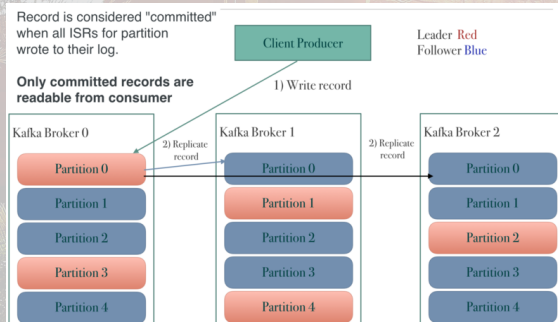 Record is considered "committed"
when all ISRs for partition
wrote to their log.
Only committed records are
readable from consumer
Client Producer
Leader Red
Follower Blue
1) Write record
Kafka Broker 0
Partition 0
Partition 1
Partition 2
Partition 3
Partition 4
2) Replicate
record
Kafka Broker 1
Partition 0
Partition 1
Partition 2
Partition 3
Partition 4
2) Replicate
record
Kafka Broker 2
Partition 0
Partition 1
Partition 2
Partition 3
Partition 4